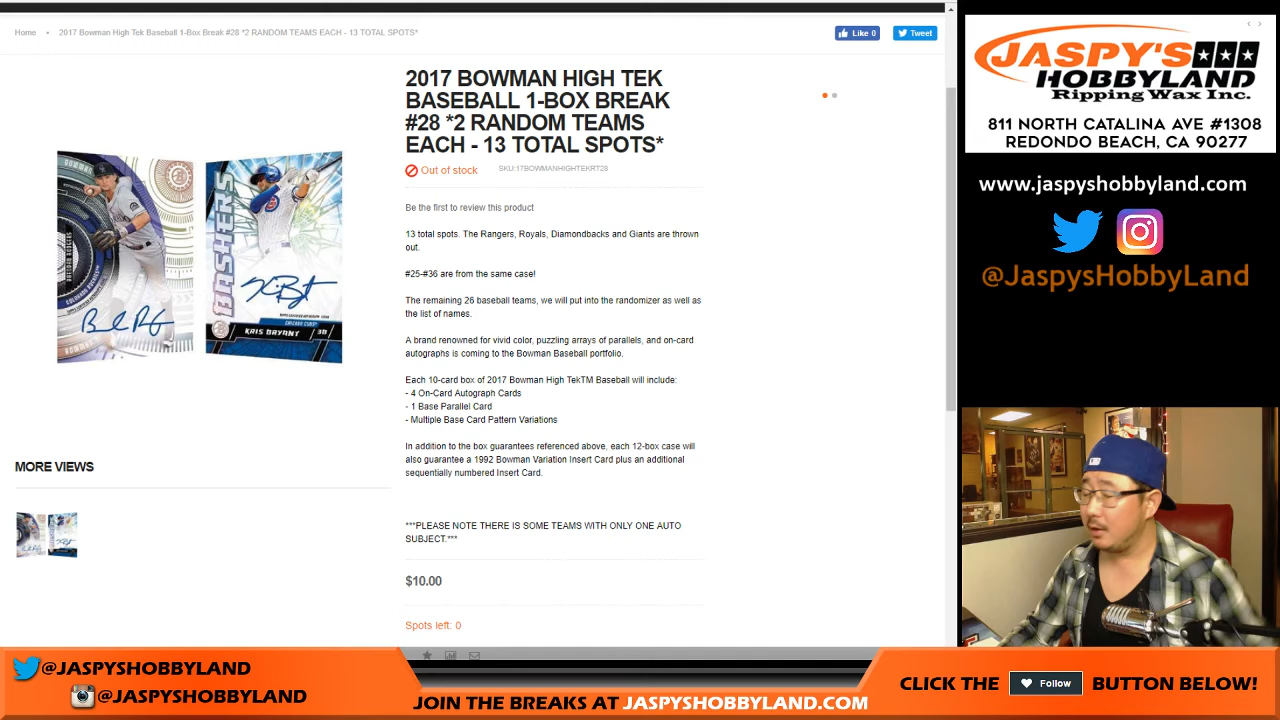 Home • 2017 Bowman High Tek Baseball 1-Box Break #28 *2 RANDOM TEAMS EACH - 13 TOTAL SPOTS*
Like 0
Tweet
2017 BOWMAN HIGH TEK
BASEBALL 1-BOX BREAK
#28 *2 RANDOM TEAMS
EACH - 13 TOTAL SPOTS*
Out of stock
SKU:17BOWMANHIGHTEKRT28
Be the first to review this product
13 total spots. The Rangers, Royals, Diamondbacks and Giants are thrown
out.
#25-#36 are from the same case!
The remaining 26 baseball teams, we will put into the randomizer as well as
the list of names.
A brand renowned for vivid color, puzzling arrays of parallels, and on-card
autographs is coming to the Bowman Baseball portfolio.
Each 10-card box of 2017 Bowman High TekTM Baseball will include:
- 4 On-Card Autograph Cards
- 1 Base Parallel Card
- Multiple Base Card Pattern Variations
In addition to the box guarantees referenced above, each 12-box case will
also guarantee a 1992 Bowman Variation Insert Card plus an additional
sequentially numbered Insert Card.
***PLEASE NOTE THERE IS SOME TEAMS WITH ONLY ONE AUTO
SUBJECT.***
$10.00
Spots left: 0
BASHERS
KRIS BRYANT
MORE VIEWS
JASPY'S
HOBBYLAND
Ripping Wax Inc.
811 NORTH CATALINA AVE #1308
REDONDO BEACH, CA 90277
www.jaspyshobbyland.com
@JaspysHobbyLand
@JASPYSHOBBYLAND
@JASPYSHOBBYLAND
JOIN THE BREAKS AT JASPYSHOBBYLAND.COM
CLICK THE Follow BUTTON BELOW!